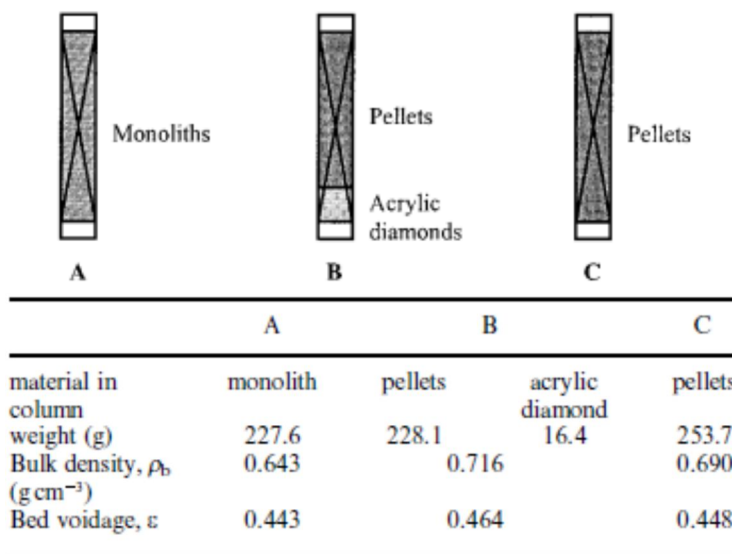 Monoliths
Pellets
Acrylic
diamonds
Pellets
A B C
A B C
material in column monolith pellets acrylic diamond pellets
weight (g) 227.6 228.1 16.4 253.7
Bulk density, ρb (g cm⁻³) 0.643 0.716 0.690
Bed voidage, ε 0.443 0.464 0.448